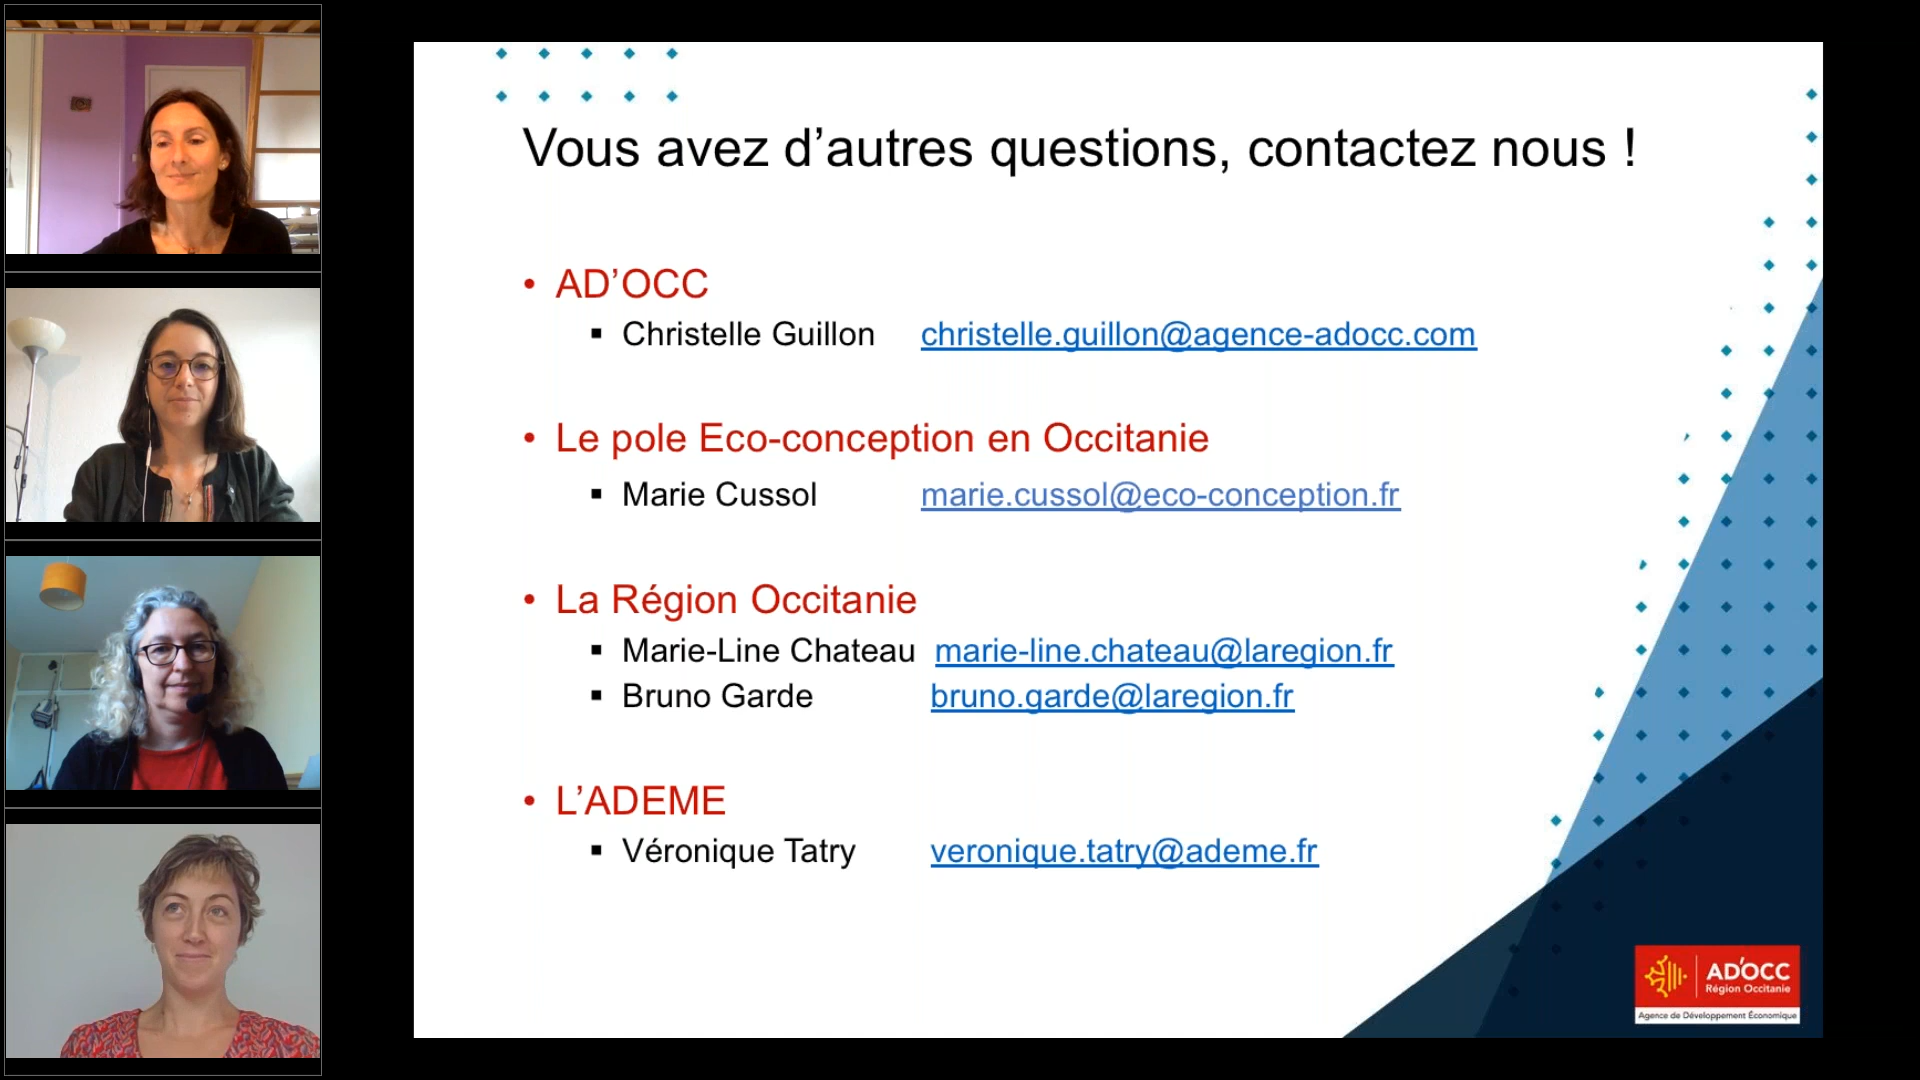 Vous avez d’autres questions, contactez nous !
• AD’OCC
▪ Christelle Guillon christelle.guillon@agence-adocc.com
• Le pole Eco-conception en Occitanie
▪ Marie Cussol marie.cussol@eco-conception.fr
• La Région Occitanie
▪ Marie-Line Chateau marie-line.chateau@laregion.fr
▪ Bruno Garde bruno.garde@laregion.fr
• L’ADEME
▪ Véronique Tatry veronique.tatry@ademe.fr
AD'OCC
Région Occitanie
Agence de Développement Économique